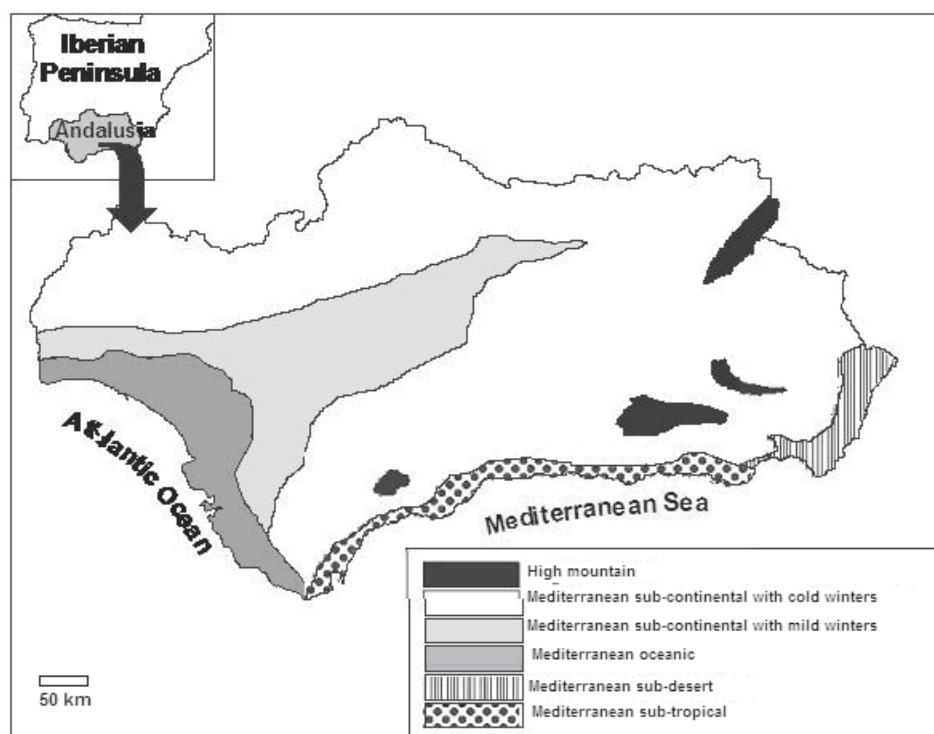 Iberian
Peninsula
Andalusia
Atlantic Ocean
Mediterranean Sea
High mountain
Mediterranean sub-continental with cold winters
Mediterranean sub-continental with mild winters
Mediterranean oceanic
Mediterranean sub-desert
Mediterranean sub-tropical
50 km